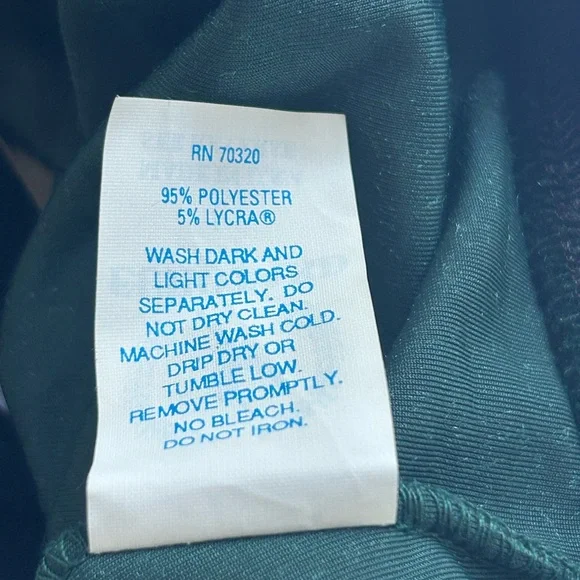 RN 70320
95% POLYESTER
5% LYCRA®
WASH DARK AND
LIGHT COLORS
SEPARATELY. DO
NOT DRY CLEAN.
MACHINE WASH COLD.
DRIP DRY OR
TUMBLE LOW.
REMOVE PROMPTLY.
NO BLEACH.
DO NOT IRON.